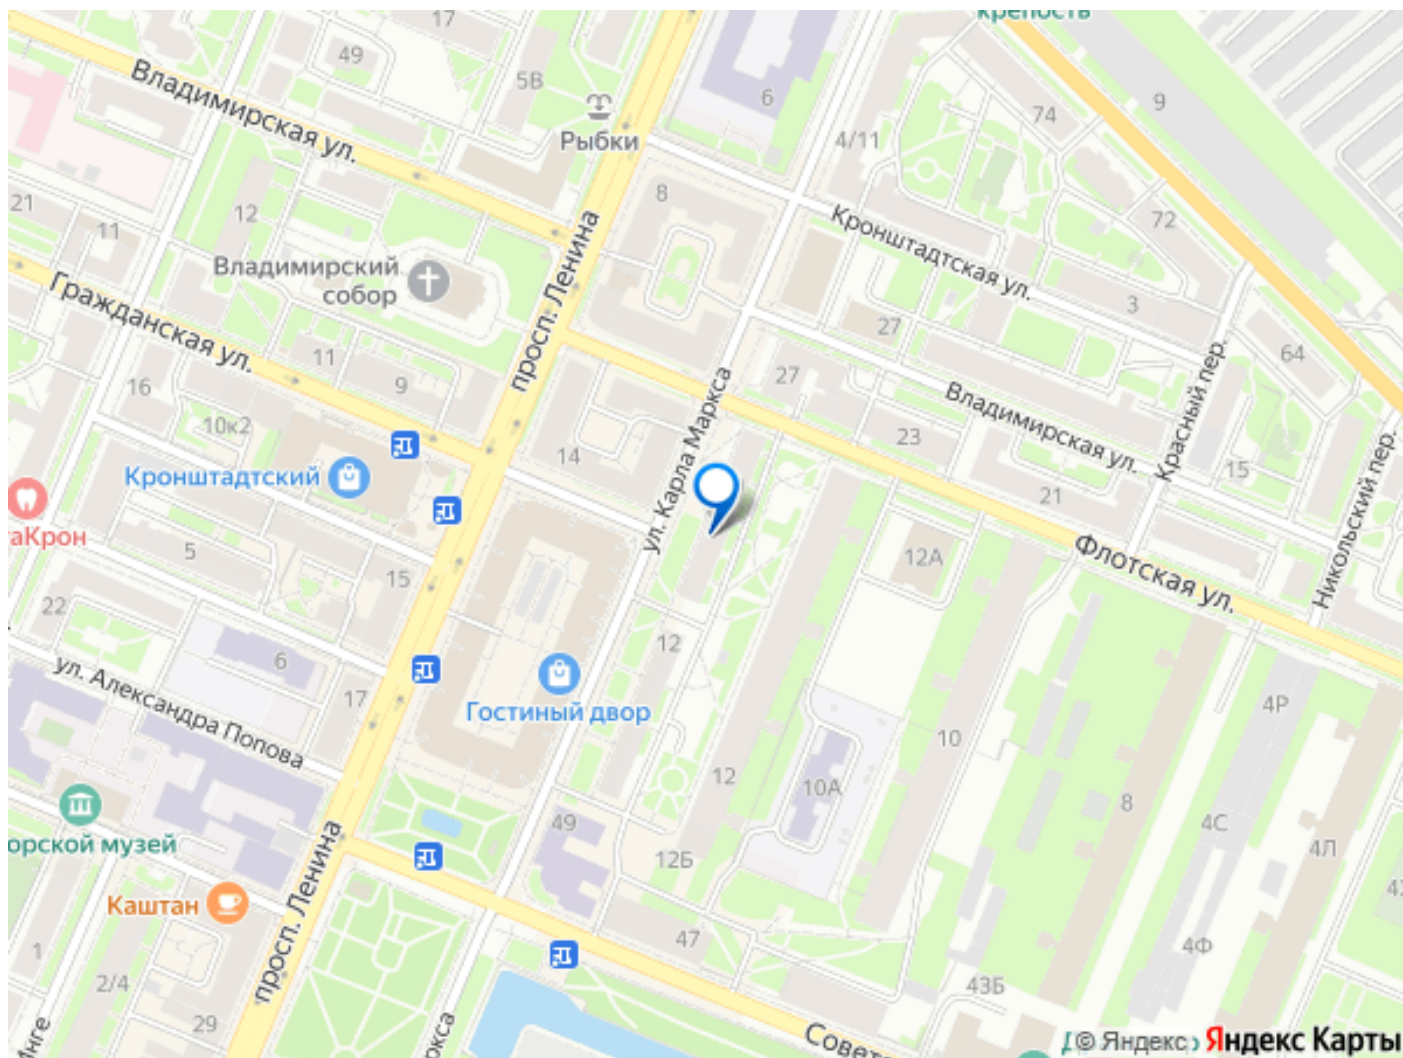 крепость
17
49
Владимирская ул.
5В
6
Рыбки
74
9
4/11
21
11
12
8
72
Кронштадтская ул.
Владимирский
собор
просп. Ленина
Гражданская ул.
3
27
64
11
9
16
27
ул. Карла Маркса
Владимирская ул.
Красный пер.
10к2
14
23
15
Кронштадтский
21
Никольский пер.
аКрон
5
15
12А
Флотская ул.
22
6
12
ул. Александра Попова
17
Гостиный двор
4Р
10
12
10А
8
4С
4Л
49
орской музей
12Б
просп. Ленина
Каштан
47
4Ф
1
2/4
43Б
29
Инге
ркса
Совет
© Яндекс
Яндекс Карты